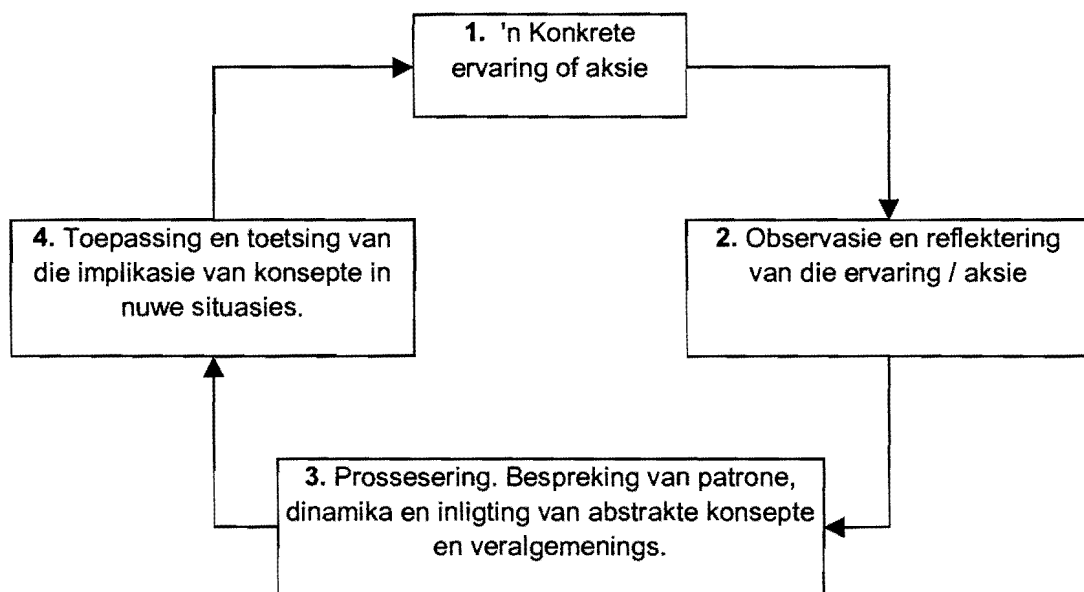 1. 'n Konkrete
ervaring of aksie
2. Observasie en reflektering
van die ervaring / aksie
3. Prossesering. Bespreking van patrone,
dinamika en inligting van abstrakte konsepte
en veralgemenings.
4. Toepassing en toetsing van
die implikasie van konsepte in
nuwe situasies.